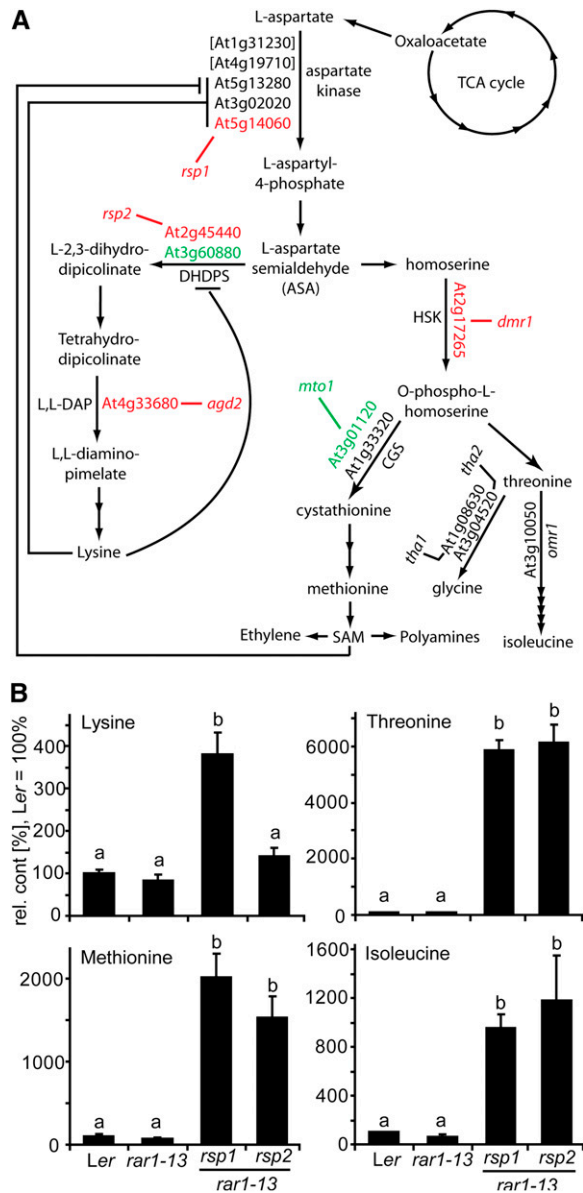 A
L-aspartate
Oxaloacetate
TCA cycle
[At1g31230]
[At4g19710]
At5g13280
At3g02020
At5g14060
aspartate
kinase
rsp1
L-aspartyl-
4-phosphate
rsp2
At2g45440
At3g60880
DHDPS
L-2,3-dihydro-
dipicolinate
L-aspartate
semialdehyde
(ASA)
homoserine
HSK
At2g17265
dmr1
Tetrahydro-
dipicolinate
L,L-DAP
At4g33680
agd2
mto1
At3g01120
At1g33320
CGS
O-phospho-L-
homoserine
L,L-diamino-
pimelate
tha2
threonine
cystathionine
tha1
At1g08630
At3g04520
At3g10050
omr1
Lysine
methionine
glycine
Ethylene
SAM
Polyamines
isoleucine
B
rel. cont [%], Ler = 100%
Lysine
400
300
200
100
0
a
a
b
a
Threonine
6000
4000
2000
0
a
a
b
b
Methionine
2000
1000
0
a
a
b
b
Ler
rar1-13
rsp1
rsp2
rar1-13
Isoleucine
1600
1200
800
400
0
a
a
b
b
Ler
rar1-13
rsp1
rsp2
rar1-13